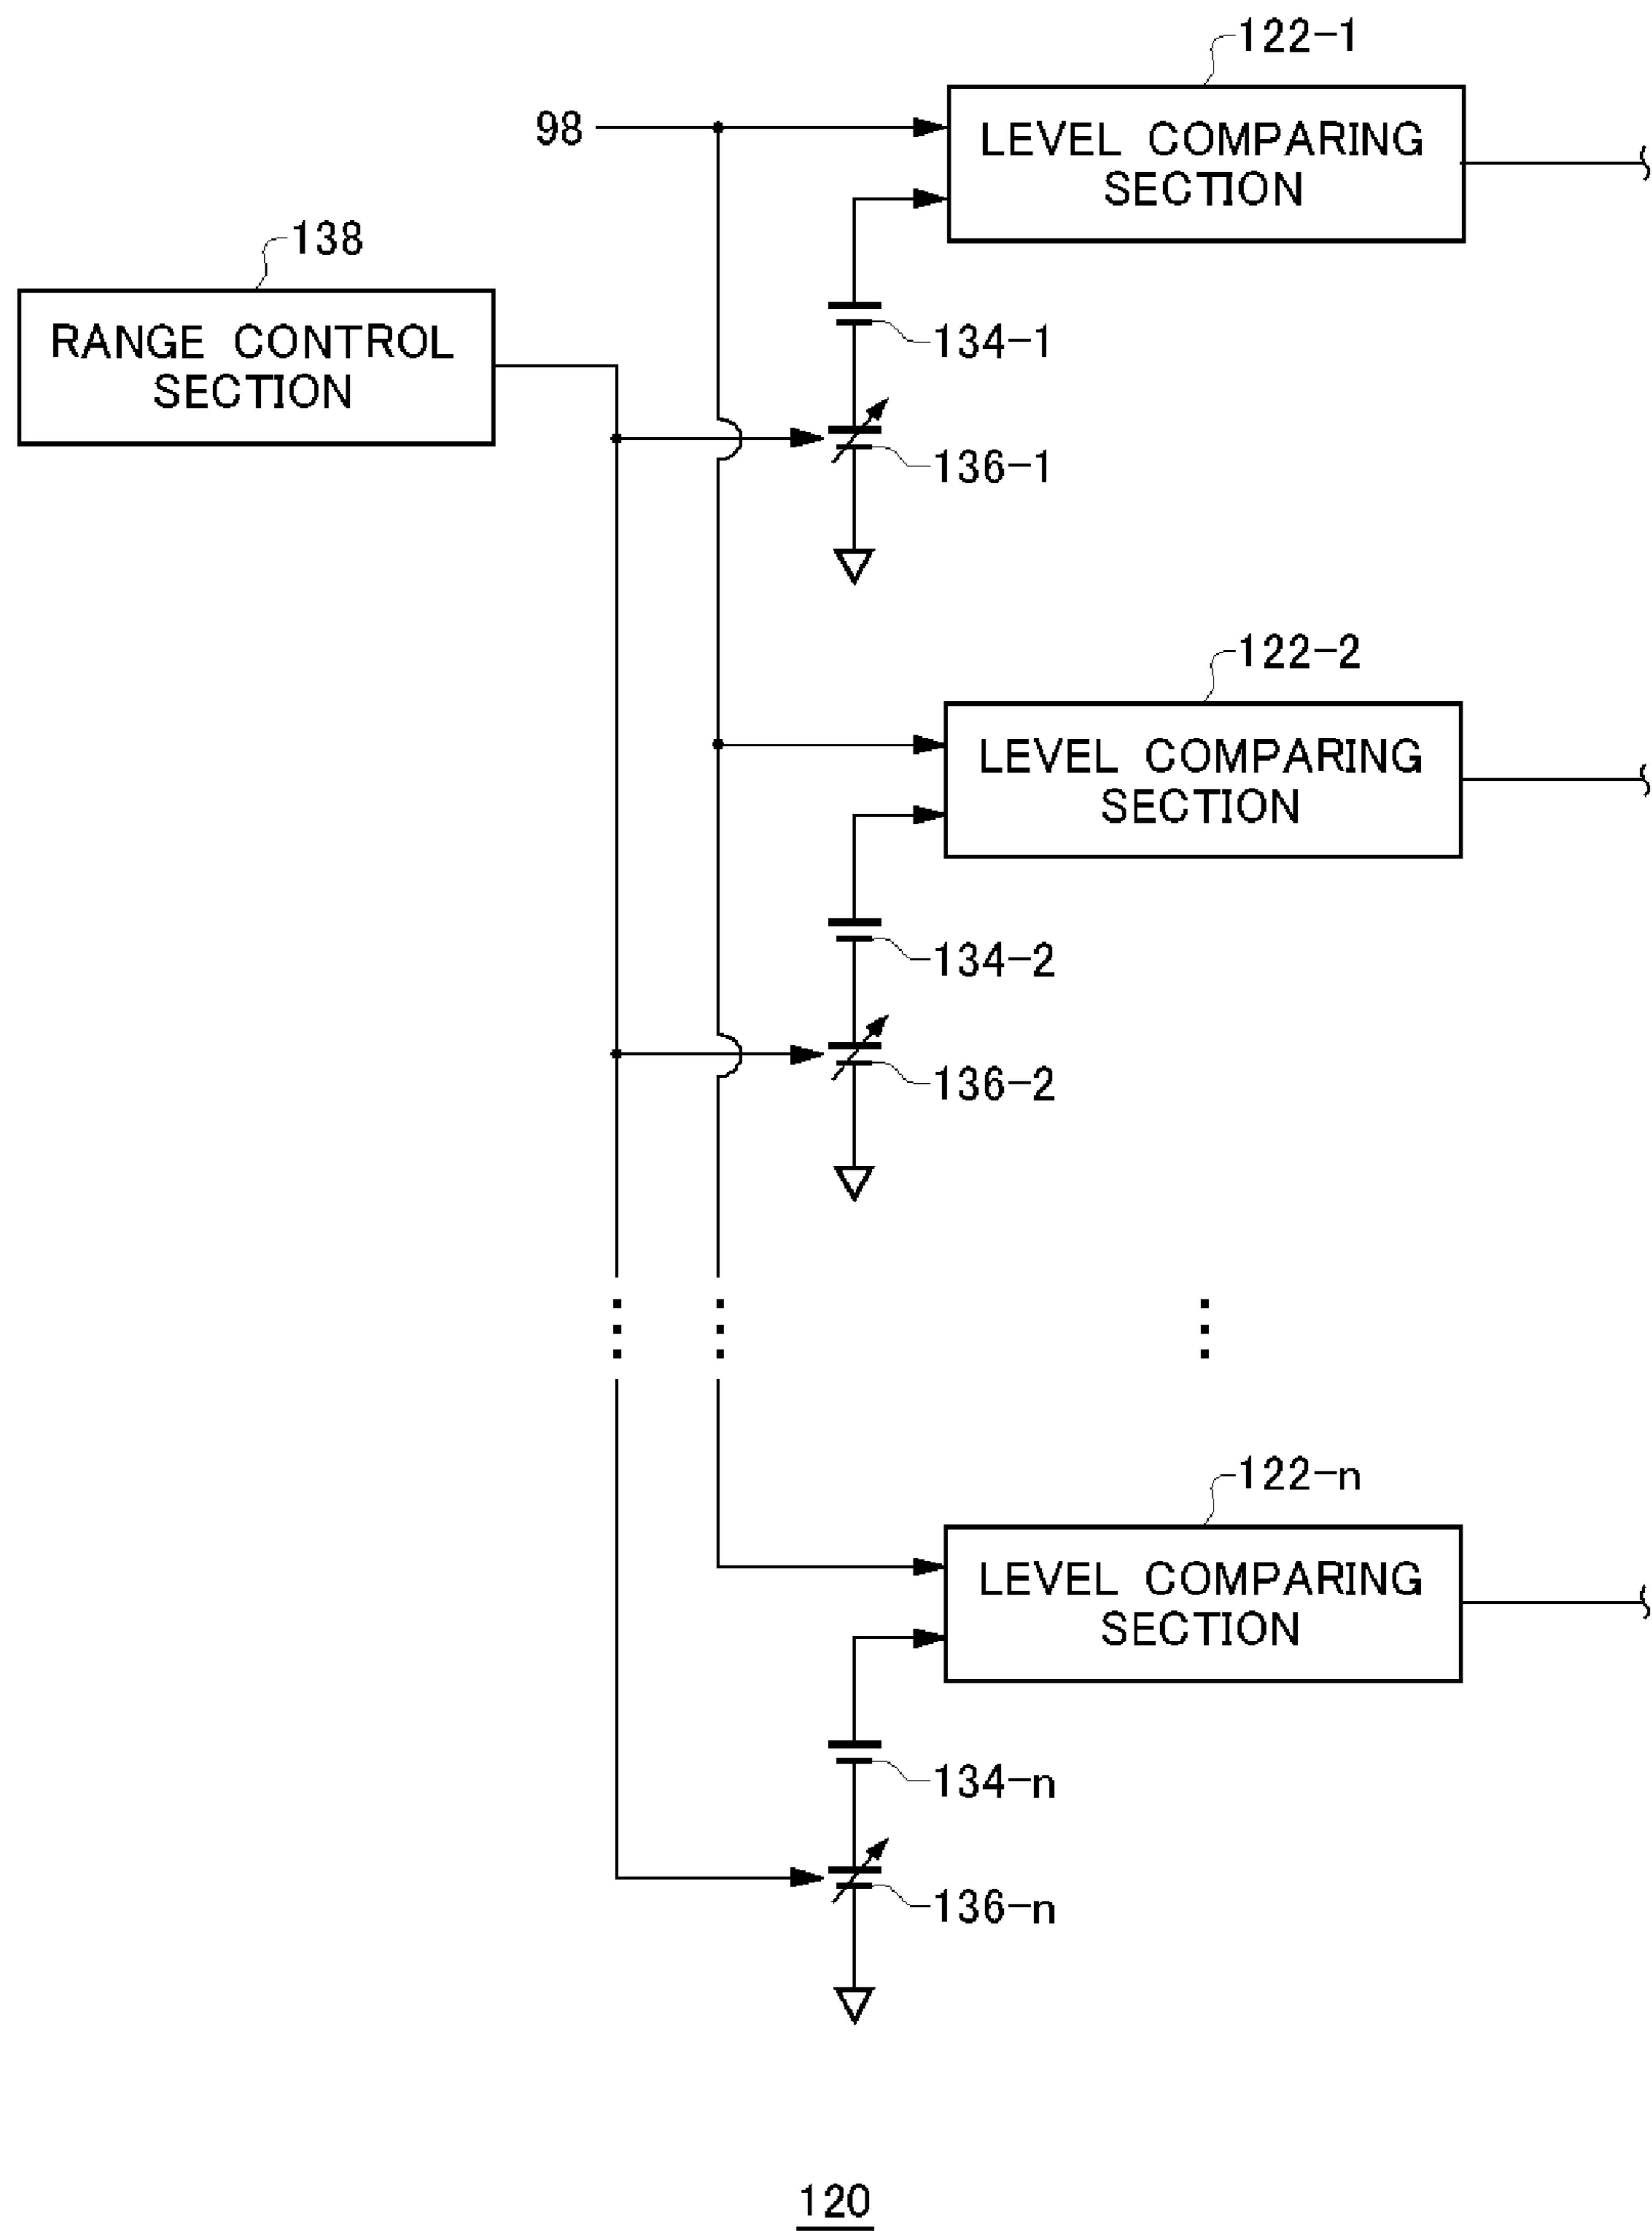 122-1
98
LEVEL COMPARING
SECTION
138
RANGE CONTROL
SECTION
134-1
136-1
122-2
LEVEL COMPARING
SECTION
134-2
136-2
122-n
LEVEL COMPARING
SECTION
134-n
136-n
120